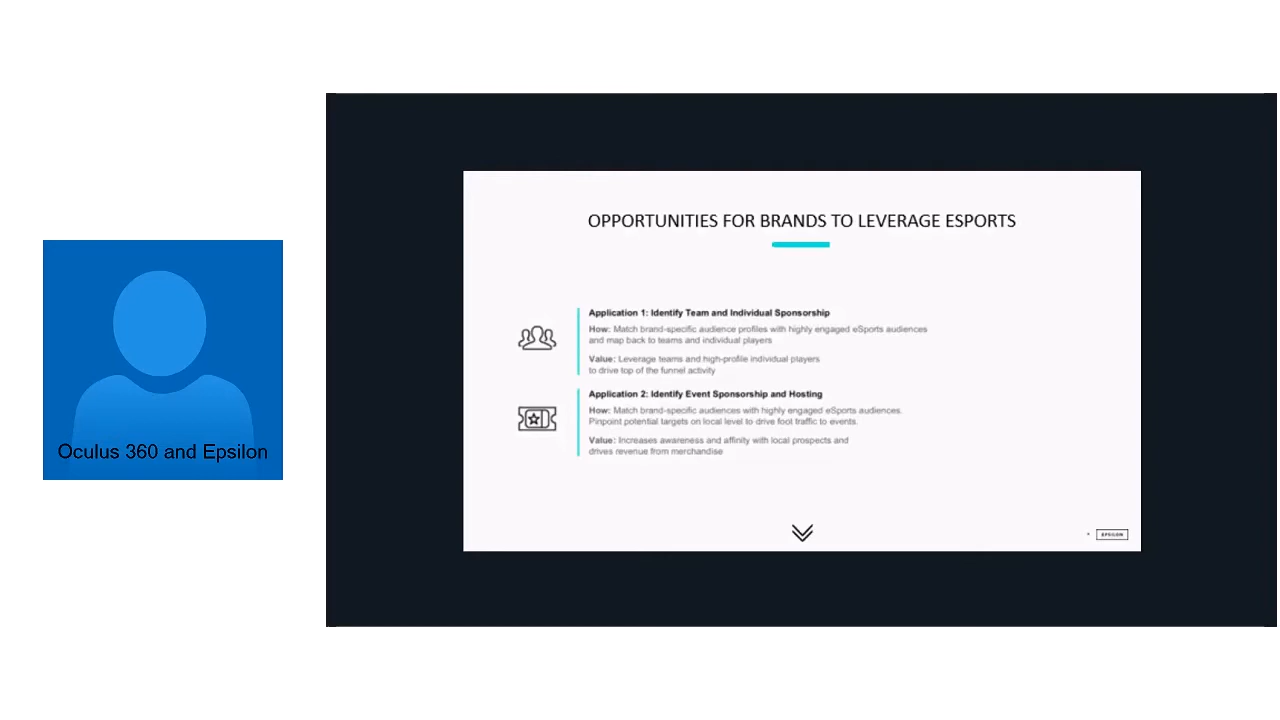 OPPORTUNITIES FOR BRANDS TO LEVERAGE ESPORTS
Application 1: Identify Team and Individual Sponsorship
How: Match brand-specific audience profiles with highly engaged eSports audiences
and map back to teams and individual players
Value: Leverage teams and high-profile individual players
to drive top of the funnel activity
Application 2: Identify Event Sponsorship and Hosting
How: Match brand-specific audiences with highly engaged eSports audiences.
Pinpoint potential targets on local level to drive foot traffic to events.
Value: Increases awareness and affinity with local prospects and
drives revenue from merchandise
EPSILON
Oculus 360 and Epsilon